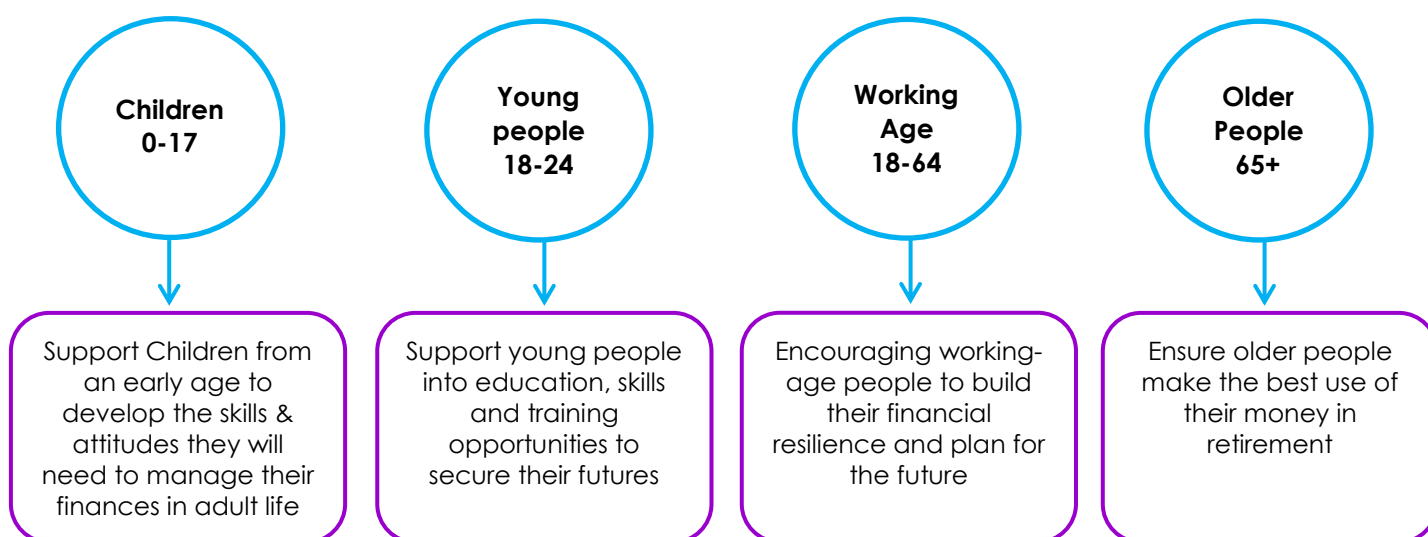 Children
0-17
Support Children from
an early age to
develop the skills &
attitudes they will
need to manage their
finances in adult life
Young
people
18-24
Support young people
into education, skills
and training
opportunities to
secure their futures
Working
Age
18-64
Encouraging working-
age people to build
their financial
resilience and plan for
the future
Older
People
65+
Ensure older people
make the best use of
their money in
retirement